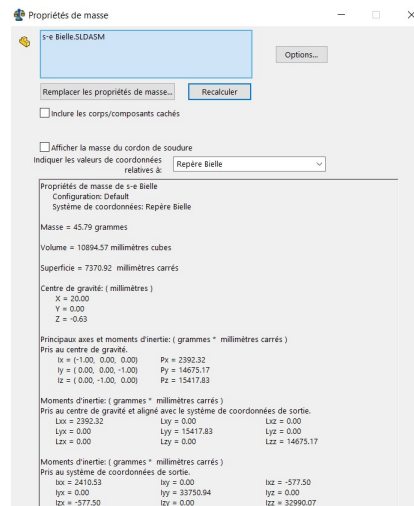 Propriétés de masse
s-e Bielle.SLDASM
Options...
Remplacer les propriétés de masse...
Recalculer
Inclure les corps/composants cachés
Afficher la masse du cordon de soudure
Indiquer les valeurs de coordonnées relatives à:
Repère Bielle
Propriétés de masse de s-e Bielle
Configuration: Default
Système de coordonnées: Repère Bielle
Masse = 45.79 grammes
Volume = 10894.57 millimètres cubes
Superficie = 7370.92 millimètres carrés
Centre de gravité: ( millimètres )
X = 20.00
Y = 0.00
Z = -0.63
Principaux axes et moments d'inertie: ( grammes * millimètres carrés )
Pris au centre de gravité.
Ix = (-1.00, 0.00, 0.00) Px = 2392.32
Iy = ( 0.00, 0.00, -1.00) Py = 14675.17
Iz = ( 0.00, -1.00, 0.00) Pz = 15417.83
Moments d'inertie: ( grammes * millimètres carrés )
Pris au centre de gravité et aligné avec le système de coordonnées de sortie.
Lxx = 2392.32 Lxy = 0.00 Lxz = 0.00
Lyx = 0.00 Lyy = 15417.83 Lyz = 0.00
Lzx = 0.00 Lzy = 0.00 Lzz = 14675.17
Moments d'inertie: ( grammes * millimètres carrés )
Pris au système de coordonnées de sortie.
Ixx = 2410.53 Ixy = 0.00 Ixz = -577.50
Iyx = 0.00 Iyy = 33750.94 Iyz = 0.00
Izx = -577.50 Izy = 0.00 Izz = 32990.07